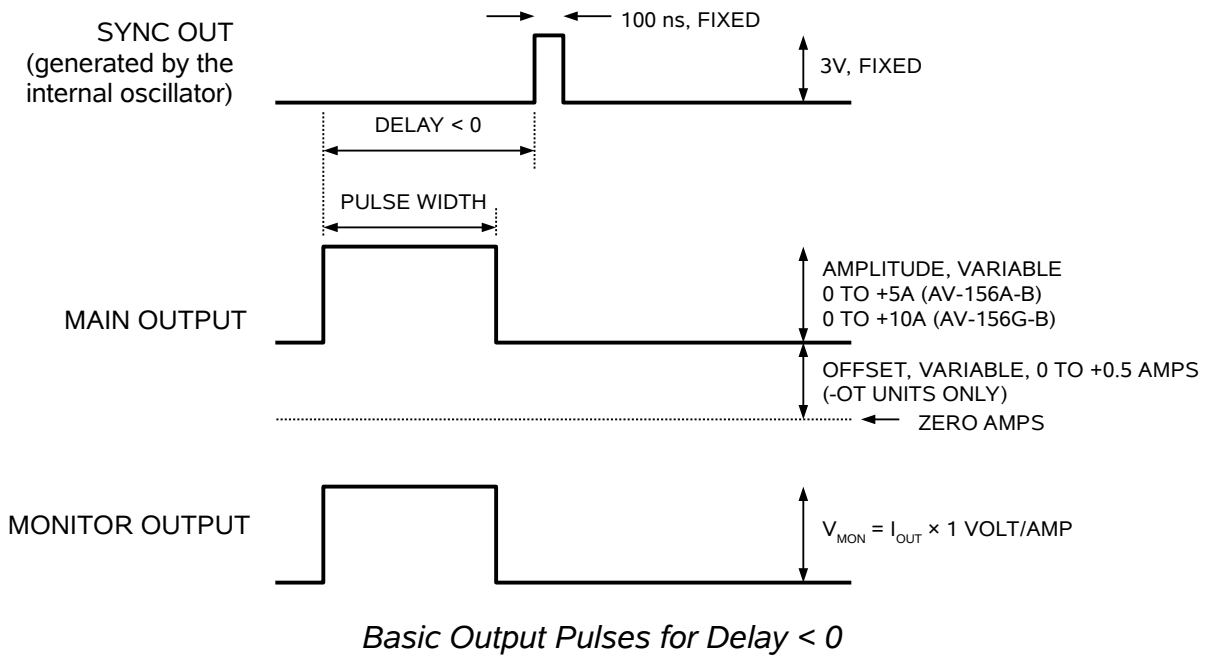 SYNC OUT
(generated by the
internal oscillator)
100 ns, FIXED
3V, FIXED
DELAY < 0
PULSE WIDTH
MAIN OUTPUT
AMPLITUDE, VARIABLE
0 TO +5A (AV-156A-B)
0 TO +10A (AV-156G-B)
OFFSET, VARIABLE, 0 TO +0.5 AMPS
(-OT UNITS ONLY)
ZERO AMPS
MONITOR OUTPUT
VMON = IOUT × 1 VOLT/AMP
Basic Output Pulses for Delay < 0